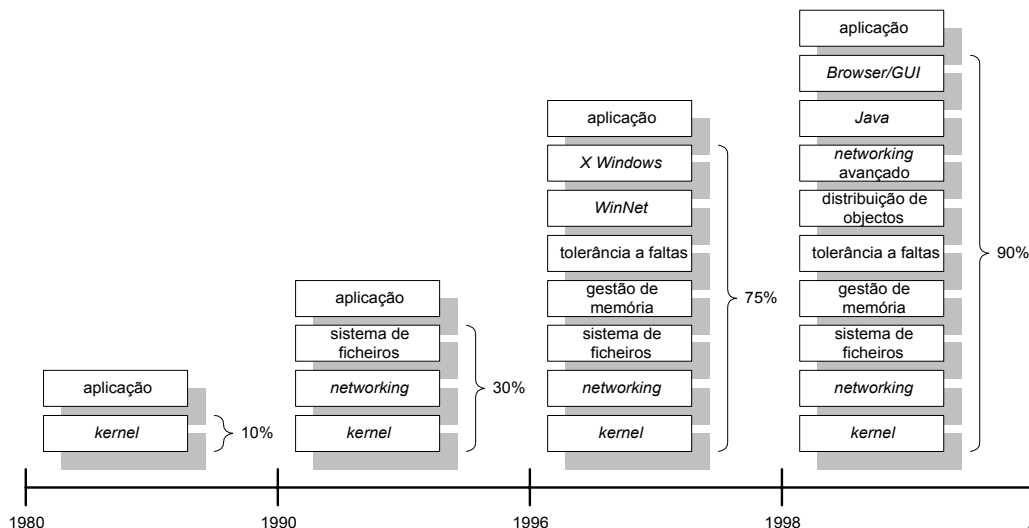 aplicação
kernel
10%
aplicação
sistema de
ficheiros
networking
kernel
30%
aplicação
X Windows
WinNet
tolerância a faltas
gestão de
memória
sistema de
ficheiros
networking
kernel
75%
aplicação
Browser/GUI
Java
networking
avançado
distribuição de
objectos
tolerância a faltas
gestão de
memória
sistema de
ficheiros
networking
kernel
90%
1980
1990
1996
1998